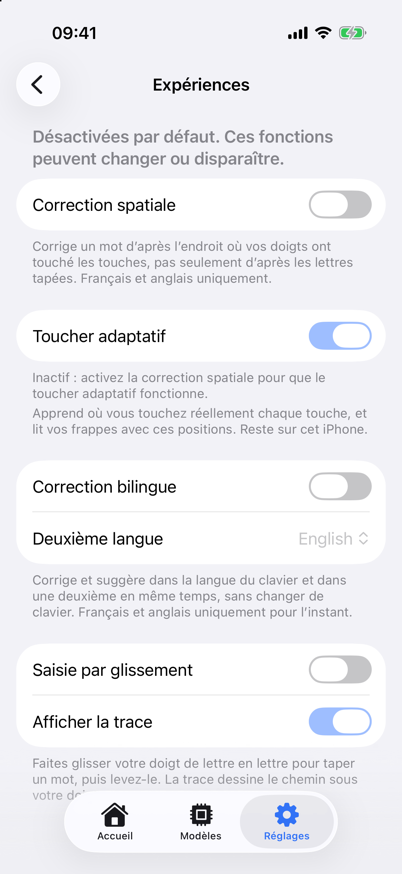 09:41
Expériences
Désactivées par défaut. Ces fonctions
peuvent changer ou disparaître.
Correction spatiale
Corrige un mot d’après l’endroit où vos doigts ont
touché les touches, pas seulement d’après les lettres
tapées. Français et anglais uniquement.
Toucher adaptatif
Inactif : activez la correction spatiale pour que le
toucher adaptatif fonctionne.
Apprend où vous touchez réellement chaque touche, et
lit vos frappes avec ces positions. Reste sur cet iPhone.
Correction bilingue
Deuxième langue English
Corrige et suggère dans la langue du clavier et dans
une deuxième en même temps, sans changer de
clavier. Français et anglais uniquement pour l’instant.
Saisie par glissement
Afficher la trace
Faites glisser votre doigt de lettre en lettre pour taper
un mot, puis levez-le. La trace dessine le chemin sous
votre
Accueil Modèles Réglages